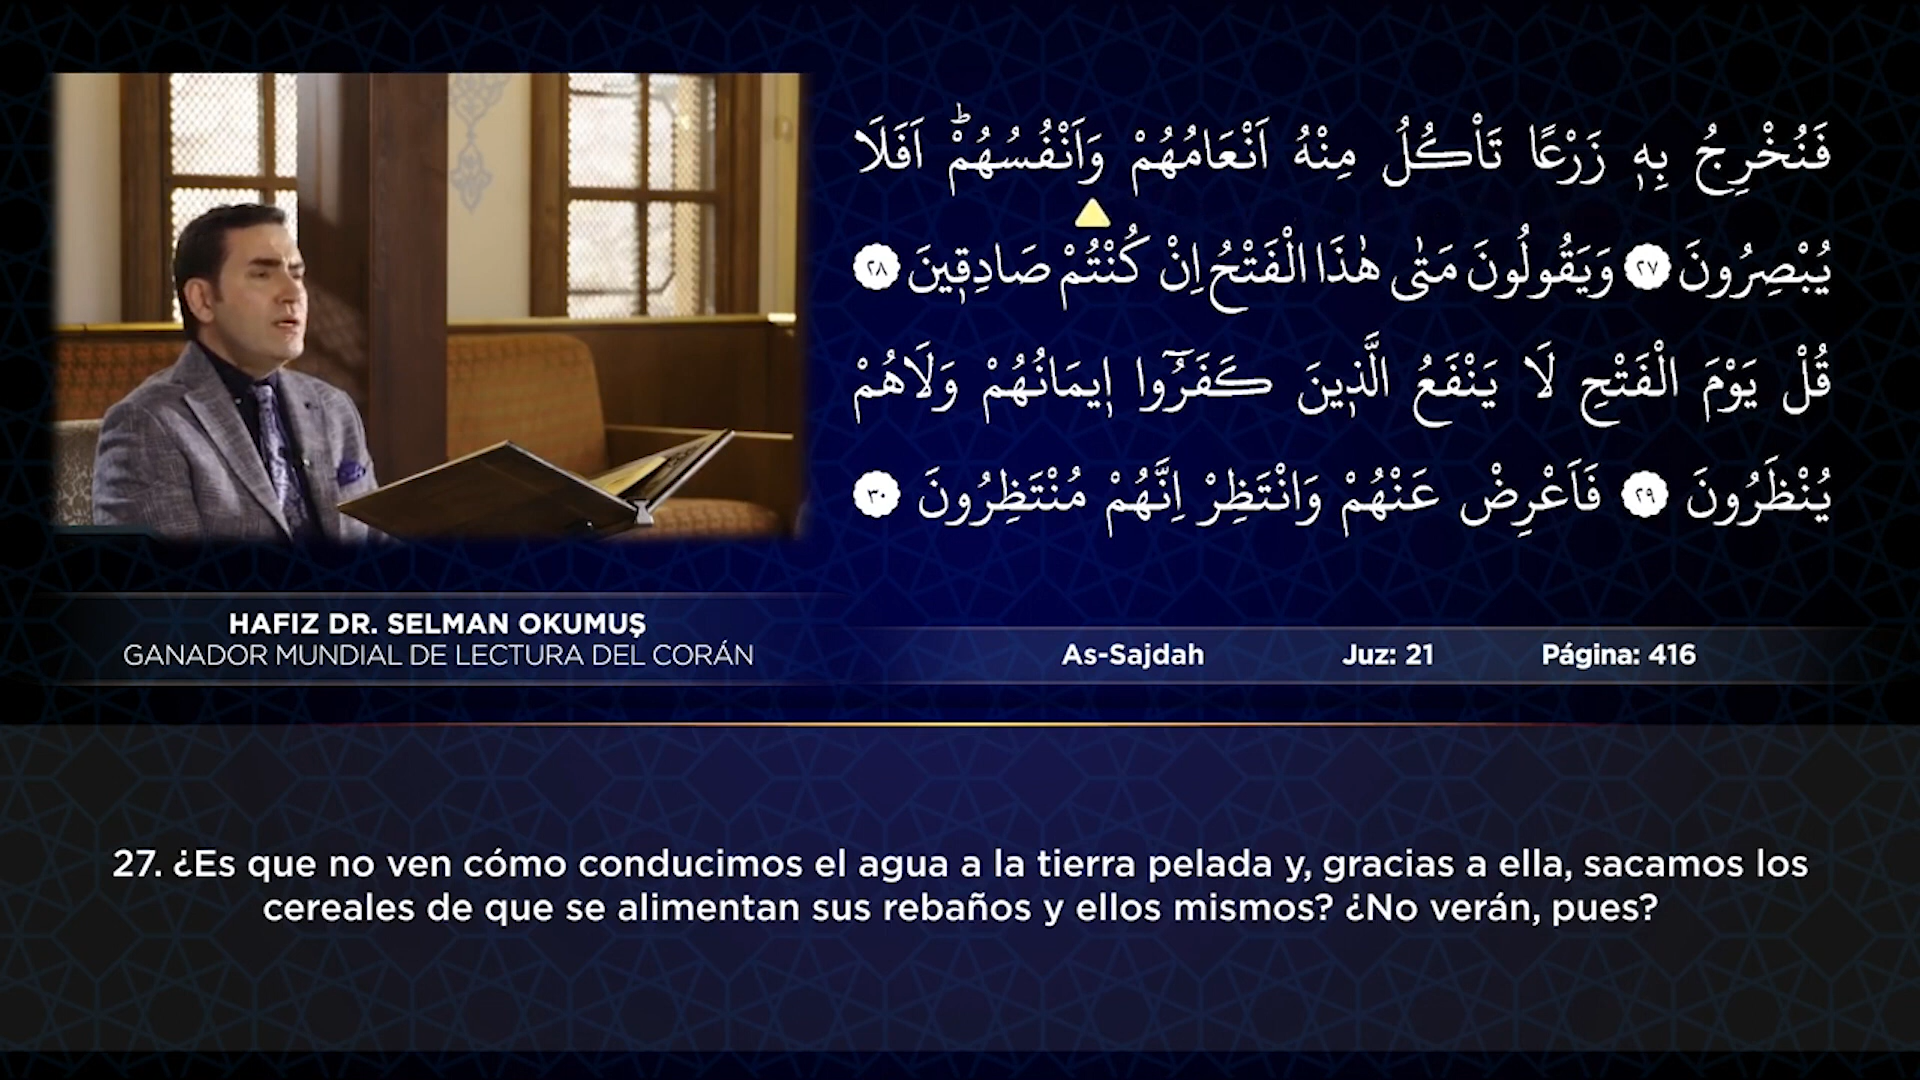 فَنُخْرِجُ بِه۪ زَرْعًا تَأْكُلُ مِنْهُ اَنْعَامُهُمْ وَاَنْفُسُهُمْۜ اَفَلَا
يُبْصِرُونَ ٢٧ وَيَقُولُونَ مَتٰى هٰذَا الْفَتْحُ اِنْ كُنْتُمْ صَادِق۪ينَ ٢٨
قُلْ يَوْمَ الْفَتْحِ لَا يَنْفَعُ الَّذ۪ينَ كَفَرُٓوا ا۪يمَانُهُمْ وَلَاهُمْ
يُنْظَرُونَ ٢٩ فَاَعْرِضْ عَنْهُمْ وَانْتَظِرْ اِنَّهُمْ مُنْتَظِرُونَ ٣٠
HAFIZ DR. SELMAN OKUMUŞ
GANADOR MUNDIAL DE LECTURA DEL CORÁN
As-Sajdah Juz: 21 Página: 416
27. ¿Es que no ven cómo conducimos el agua a la tierra pelada y, gracias a ella, sacamos los
cereales de que se alimentan sus rebaños y ellos mismos? ¿No verán, pues?